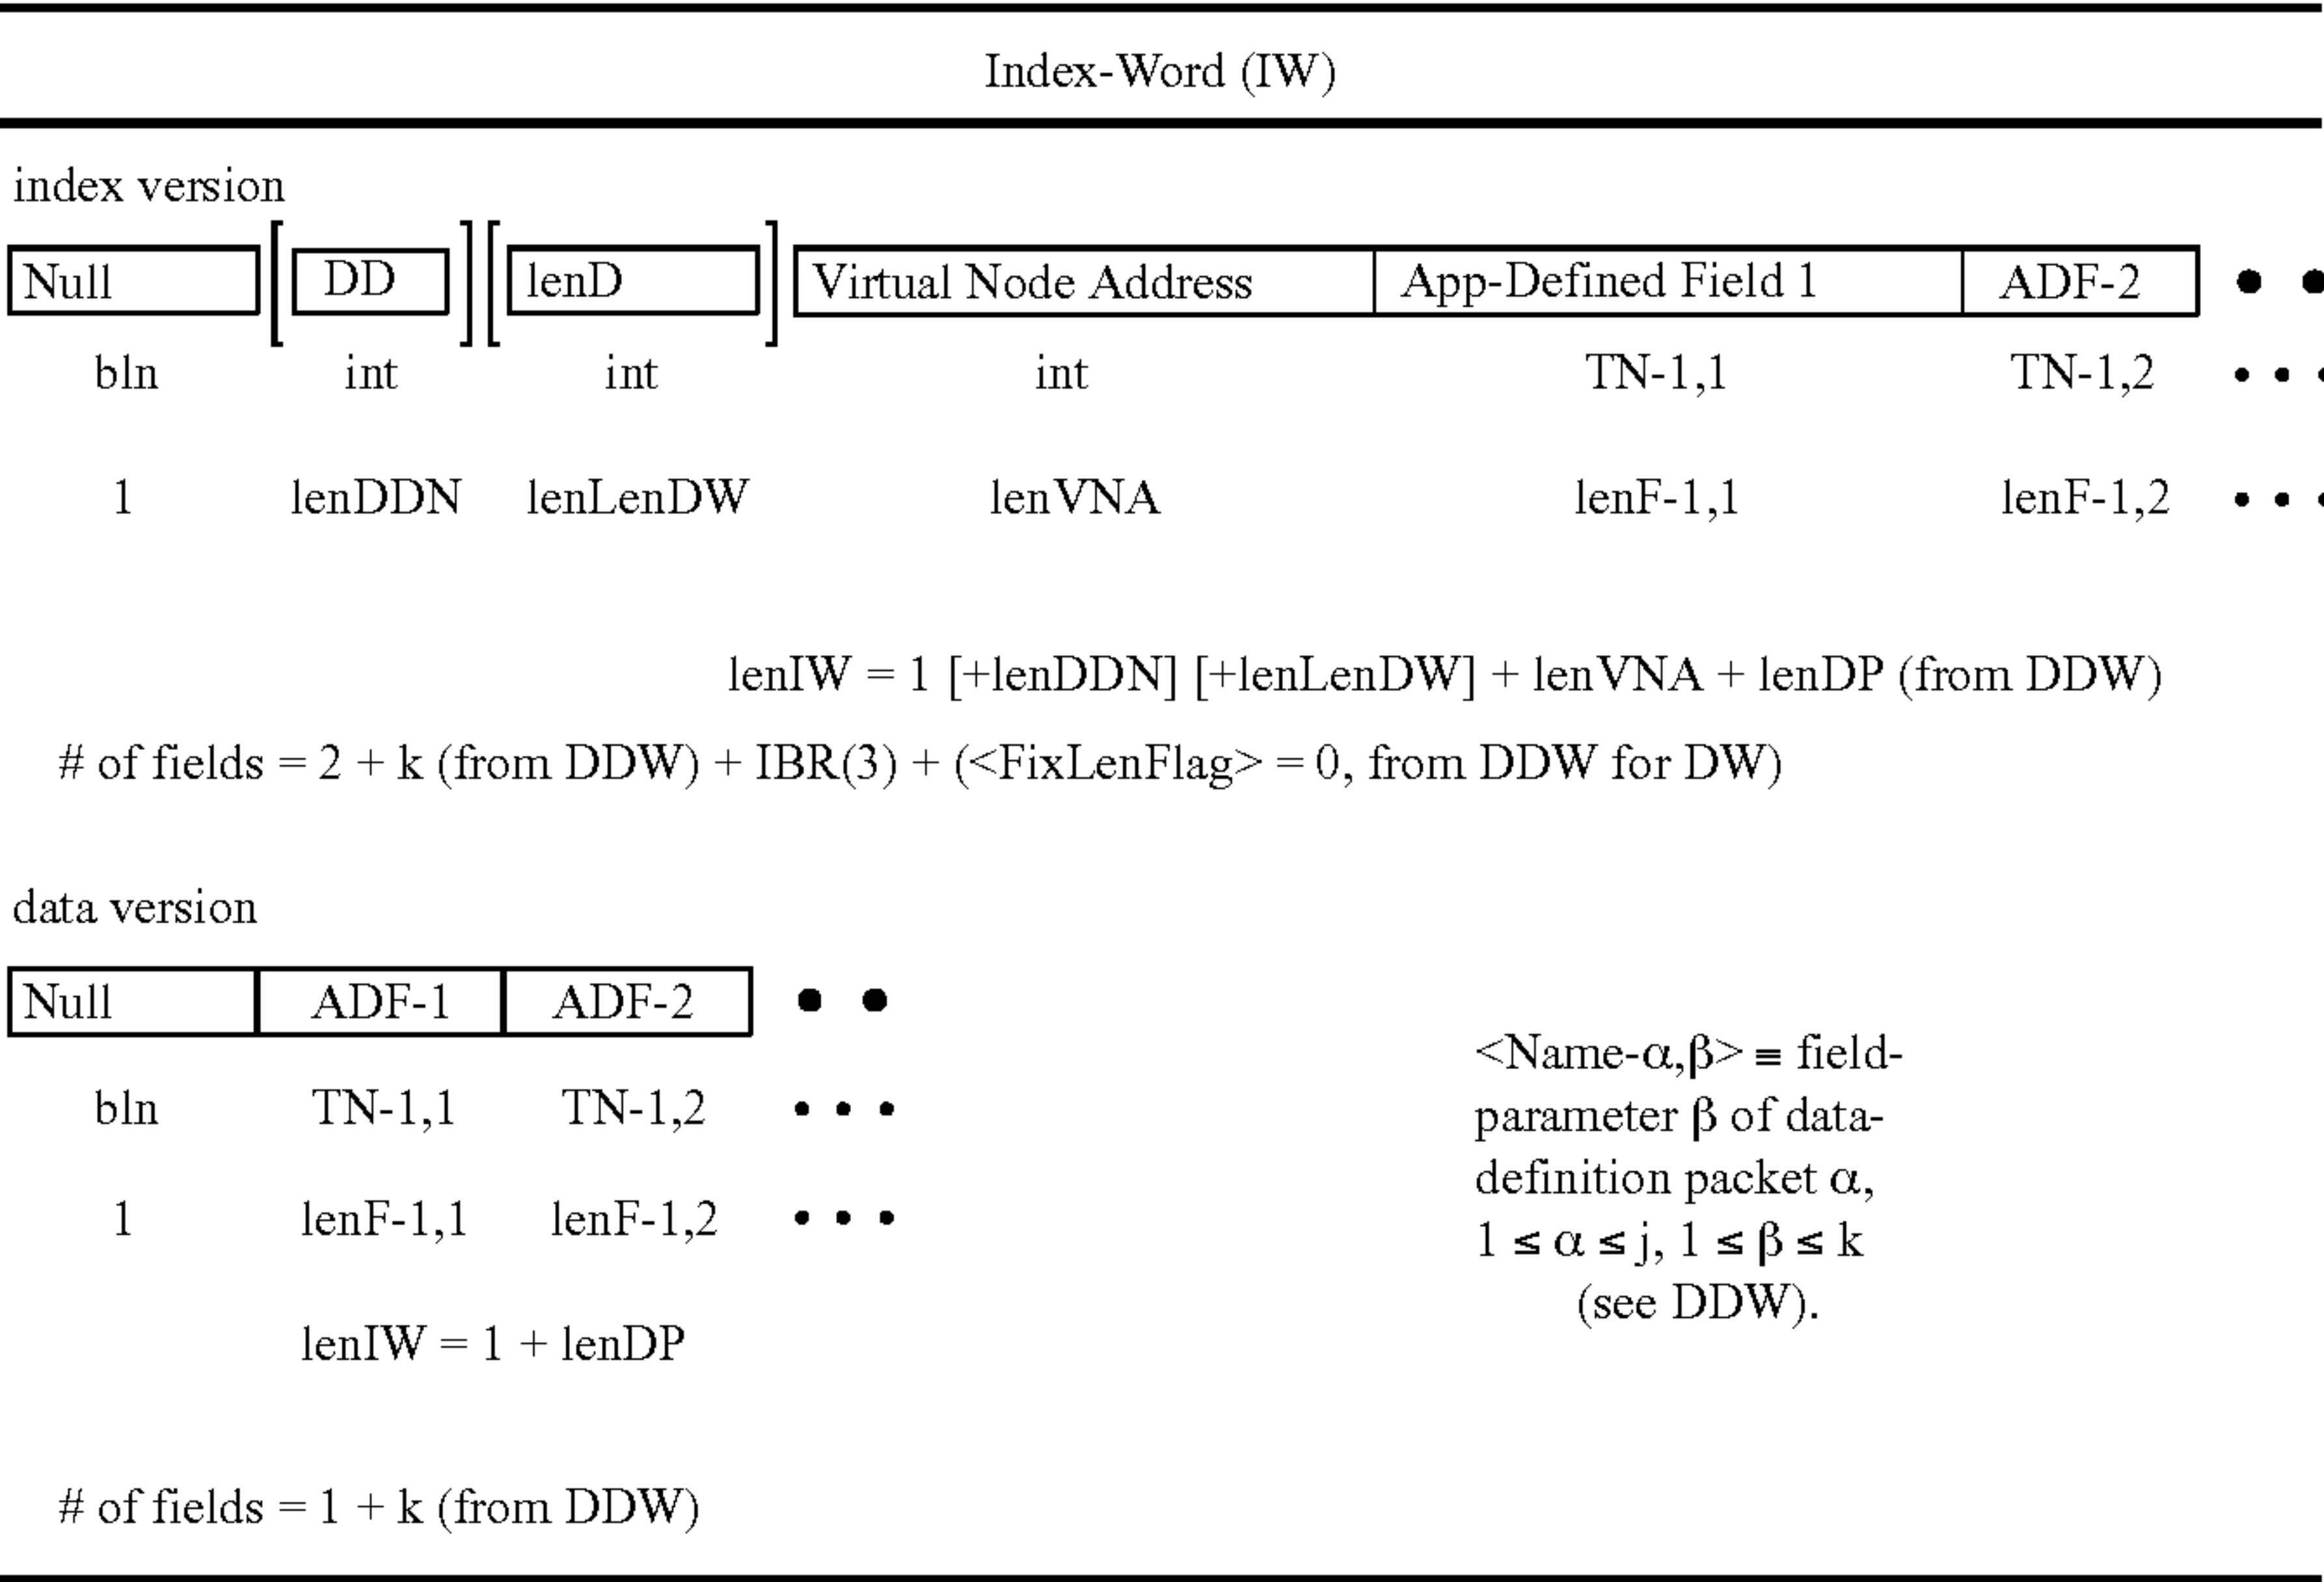 Index-Word (IW)
index version
Null [ DD ] [ lenD ] Virtual Node Address App-Defined Field 1 ADF-2 • •
bln int int int TN-1,1 TN-1,2 • • •
1 lenDDN lenLenDW lenVNA lenF-1,1 lenF-1,2 • • •
lenIW = 1 [+lenDDN] [+lenLenDW] + lenVNA + lenDP (from DDW)
# of fields = 2 + k (from DDW) + IBR(3) + (<FixLenFlag> = 0, from DDW for DW)
data version
Null ADF-1 ADF-2 • •
bln TN-1,1 TN-1,2 • • •
1 lenF-1,1 lenF-1,2 • • •
lenIW = 1 + lenDP
# of fields = 1 + k (from DDW)
<Name-α,β> ≡ field-
parameter β of data-
definition packet α,
1 ≤ α ≤ j, 1 ≤ β ≤ k
(see DDW).